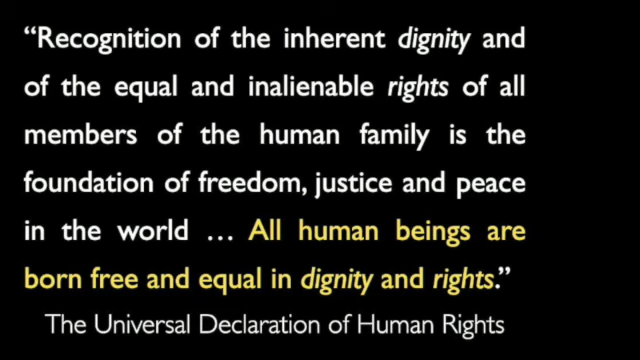 “Recognition of the inherent dignity and
of the equal and inalienable rights of all
members of the human family is the
foundation of freedom, justice and peace
in the world … All human beings are
born free and equal in dignity and rights.”
The Universal Declaration of Human Rights